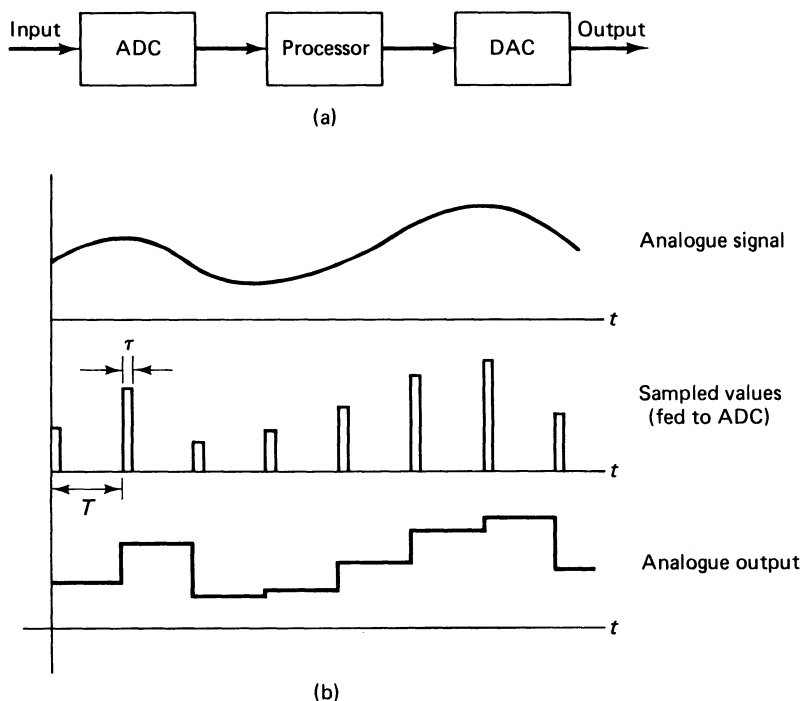 Input
ADC
Processor
DAC
Output
(a)
Analogue signal
t
τ
Sampled values
(fed to ADC)
t
T
Analogue output
t
(b)